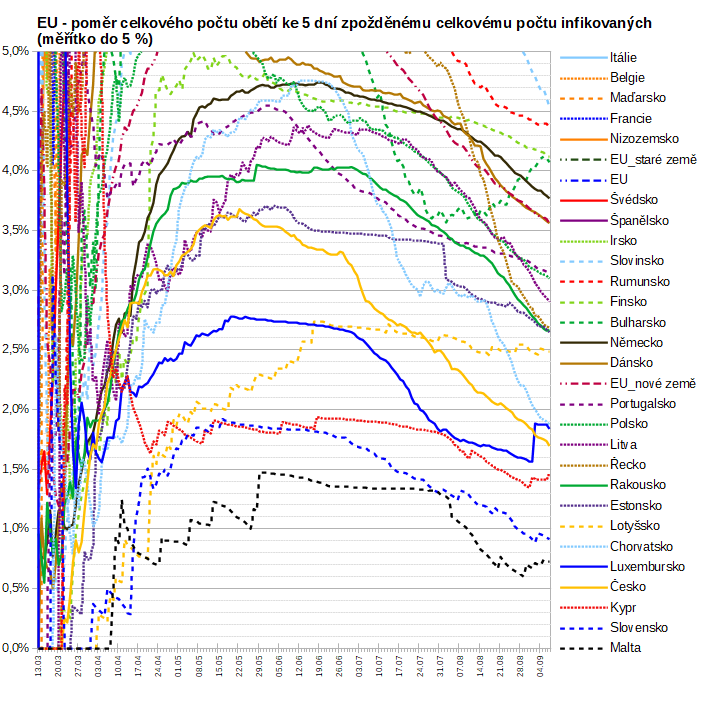 EU - poměr celkového počtu obětí ke 5 dní zpožděnému celkovému počtu infikovaných
(měřítko do 5 %)
5,0%
4,5%
4,0%
3,5%
3,0%
2,5%
2,0%
1,5%
1,0%
0,5%
0,0%
13.03
20.03
27.03
03.04
10.04
17.04
24.04
01.05
08.05
15.05
22.05
29.05
05.06
12.06
19.06
26.06
03.07
10.07
17.07
24.07
31.07
07.08
14.08
21.08
28.08
04.09
Itálie
Belgie
Maďarsko
Francie
Nizozemsko
EU_staré země
EU
Švédsko
Španělsko
Irsko
Slovinsko
Rumunsko
Finsko
Bulharsko
Německo
Dánsko
EU_nové země
Portugalsko
Polsko
Litva
Řecko
Rakousko
Estonsko
Lotyšsko
Chorvatsko
Luxembursko
Česko
Kypr
Slovensko
Malta